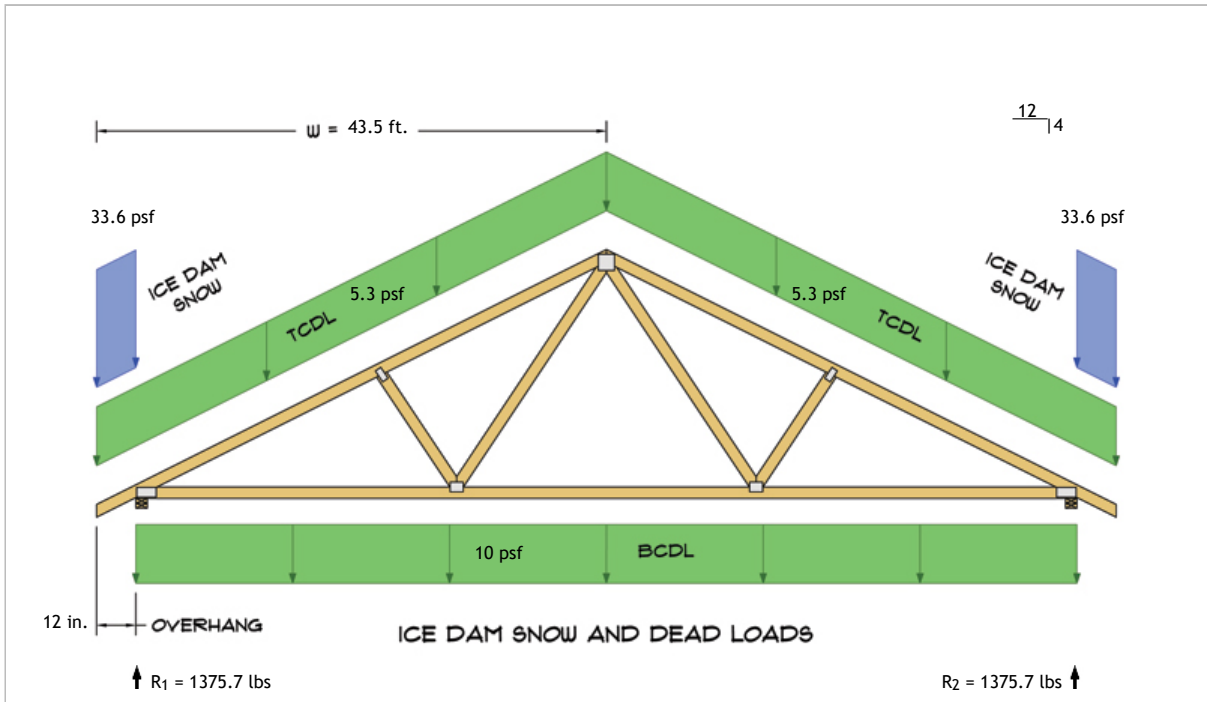 12
4
W = 43.5 ft.
33.6 psf
33.6 psf
ICE DAM
SNOW
ICE DAM
SNOW
5.3 psf
5.3 psf
TCDL
TCDL
10 psf
BCDL
12 in.
OVERHANG
ICE DAM SNOW AND DEAD LOADS
R1 = 1375.7 lbs
R2 = 1375.7 lbs